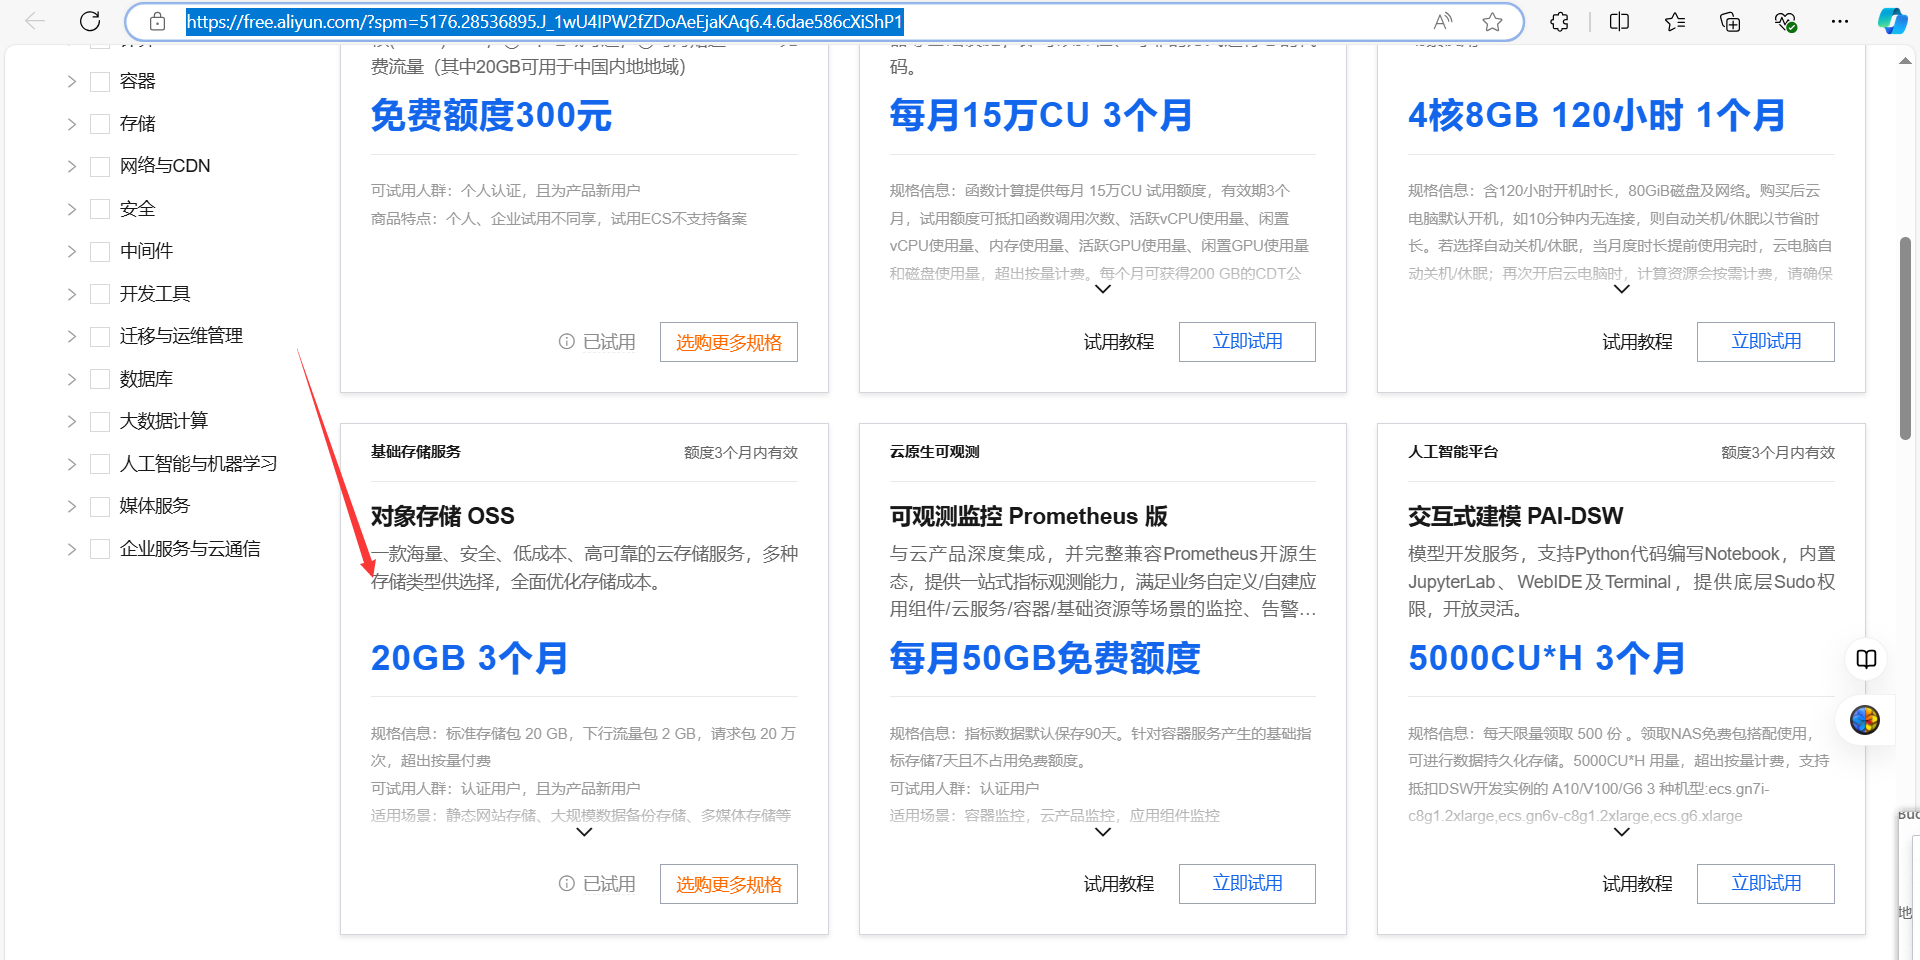 https://free.aliyun.com/?spm=5176.28536895.J_1wU4IPW2fZDoAeEjaKAq6.4.6dae586cXiShP1
容器
存储
网络与CDN
安全
中间件
开发工具
迁移与运维管理
数据库
大数据计算
人工智能与机器学习
媒体服务
企业服务与云通信
费流量（其中20GB可用于中国内地地域）
免费额度300元
可试用人群：个人认证，且为产品新用户
商品特点：个人、企业试用不同享，试用ECS不支持备案
已试用
选购更多规格
码。
每月15万CU 3个月
规格信息：函数计算提供每月 15万CU 试用额度，有效期3个
月，试用额度可抵扣函数调用次数、活跃vCPU使用量、闲置
vCPU使用量、内存使用量、活跃GPU使用量、闲置GPU使用量
和磁盘使用量，超出按量计费。每个月可获得200 GB的CDT公
试用教程
立即试用
4核8GB 120小时 1个月
规格信息：含120小时开机时长，80GiB磁盘及网络。购买后云
电脑默认开机，如10分钟内无连接，则自动关机/休眠以节省时
长。若选择自动关机/休眠，当月度时长提前使用完时，云电脑自
动关机/休眠；再次开启云电脑时，计算资源会按需计费，请确保
试用教程
立即试用
基础存储服务
额度3个月内有效
对象存储 OSS
一款海量、安全、低成本、高可靠的云存储服务，多种
存储类型供选择，全面优化存储成本。
20GB 3个月
规格信息：标准存储包 20 GB，下行流量包 2 GB，请求包 20 万
次，超出按量付费
可试用人群：认证用户，且为产品新用户
适用场景：静态网站存储、大规模数据备份存储、多媒体存储等
已试用
选购更多规格
云原生可观测
可观测监控 Prometheus 版
与云产品深度集成，并完整兼容Prometheus开源生
态，提供一站式指标观测能力，满足业务自定义/自建应
用组件/云服务/容器/基础资源等场景的监控、告警...
每月50GB免费额度
规格信息：指标数据默认保存90天。针对容器服务产生的基础指
标存储7天且不占用免费额度。
可试用人群：认证用户
适用场景：容器监控，云产品监控，应用组件监控
试用教程
立即试用
人工智能平台
额度3个月内有效
交互式建模 PAI-DSW
模型开发服务，支持Python代码编写Notebook，内置
JupyterLab、WebIDE及Terminal，提供底层Sudo权
限，开放灵活。
5000CU*H 3个月
规格信息：每天限量领取 500 份 。领取NAS免费包搭配使用，
可进行数据持久化存储。5000CU*H 用量，超出按量计费，支持
抵扣DSW开发实例的 A10/V100/G6 3 种机型:ecs.gn7i-
c8g1.2xlarge,ecs.gn6v-c8g1.2xlarge,ecs.g6.xlarge
试用教程
立即试用
地